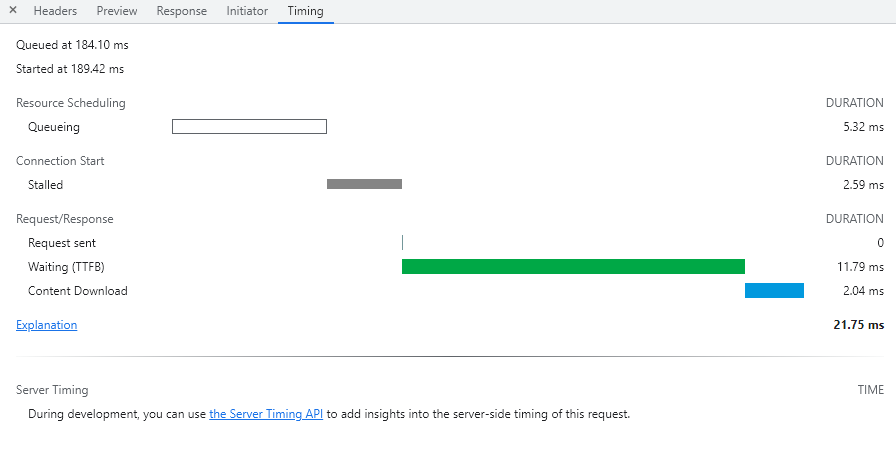 × Headers Preview Response Initiator Timing
Queued at 184.10 ms
Started at 189.42 ms
Resource Scheduling DURATION
Queueing 5.32 ms
Connection Start DURATION
Stalled 2.59 ms
Request/Response DURATION
Request sent 0
Waiting (TTFB) 11.79 ms
Content Download 2.04 ms
Explanation 21.75 ms
Server Timing TIME
During development, you can use the Server Timing API to add insights into the server-side timing of this request.